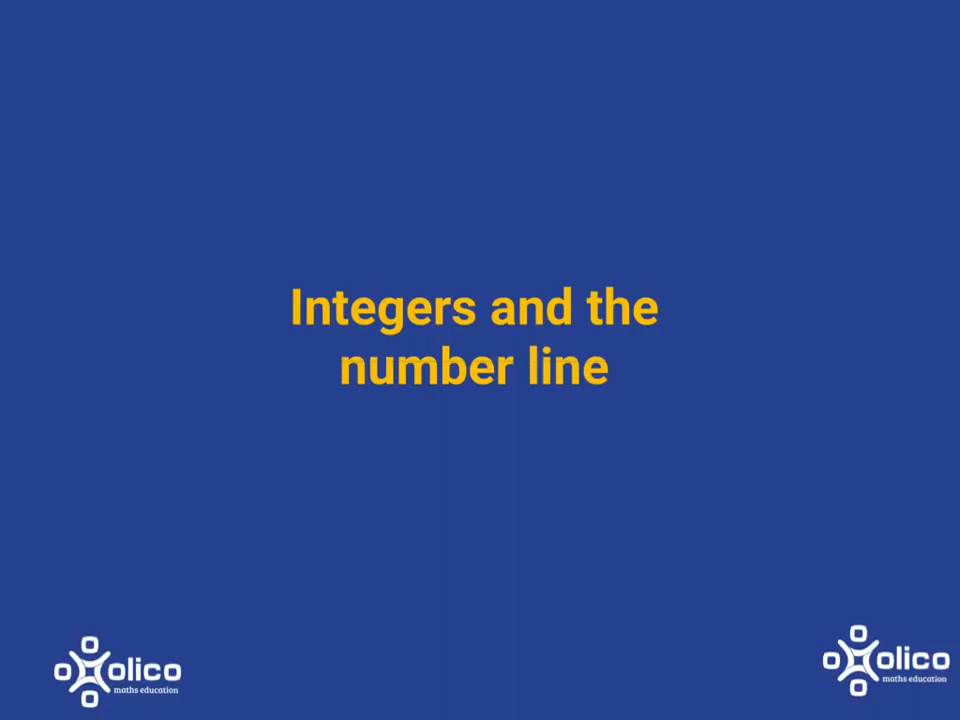 Integers and the
number line
olico
maths education
olico
maths education